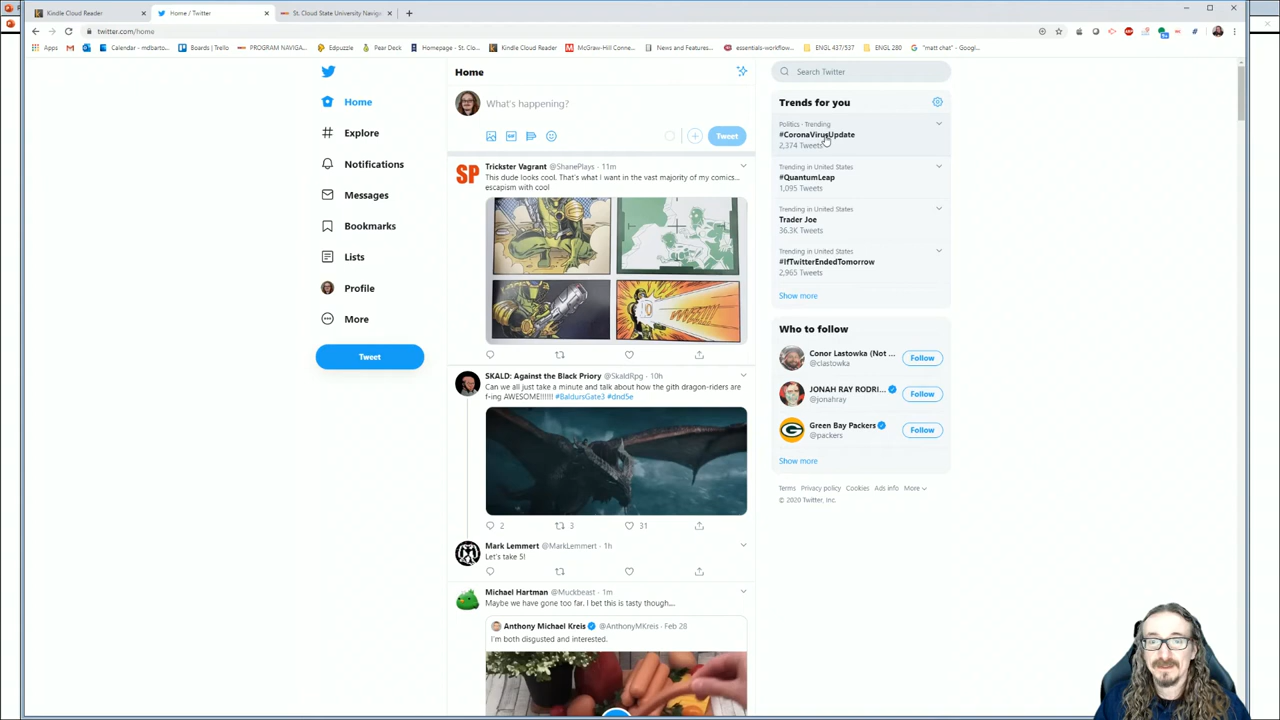 Kindle Cloud Reader
Home / Twitter
St. Cloud State University Naviga
twitter.com/home
Apps
Calendar - mdbarto...
Boards | Trello
PROGRAM NAVIGA...
Edpuzzle
Pear Deck
Homepage - St. Clo...
Kindle Cloud Reader
McGraw-Hill Conne...
News and Features...
essentials-workflow...
ENGL 437/537
ENGL 280
"matt chat" - Googl...
Home
Explore
Notifications
Messages
Bookmarks
Lists
Profile
More
Tweet
Home
What's happening?
GIF
Tweet
SP
Trickster Vagrant @ShanePlays · 11m
This dude looks cool. That's what I want in the vast majority of my comics...
escapism with cool
SKALD: Against the Black Priory @SkaldRpg · 10h
Can we all just take a minute and talk about how the gith dragon-riders are
f-ing AWESOME!!!!!! #BaldursGate3 #dnd5e
2 3 31
Mark Lemmert @MarkLemmert · 1h
Let's take 5!
Michael Hartman @Muckbeast · 1m
Maybe we have gone too far. I bet this is tasty though....
Anthony Michael Kreis @AnthonyMKreis · Feb 28
I'm both disgusted and interested.
Search Twitter
Trends for you
Politics · Trending
#CoronaVirusUpdate
2,374 Tweets
Trending in United States
#QuantumLeap
1,095 Tweets
Trending in United States
Trader Joe
36.3K Tweets
Trending in United States
#IfTwitterEndedTomorrow
2,965 Tweets
Show more
Who to follow
Conor Lastowka (Not ...
@clastowka
Follow
JONAH RAY RODRI...
@jonahray
Follow
Green Bay Packers
@packers
Follow
Show more
Terms Privacy policy Cookies Ads info More
© 2020 Twitter, Inc.